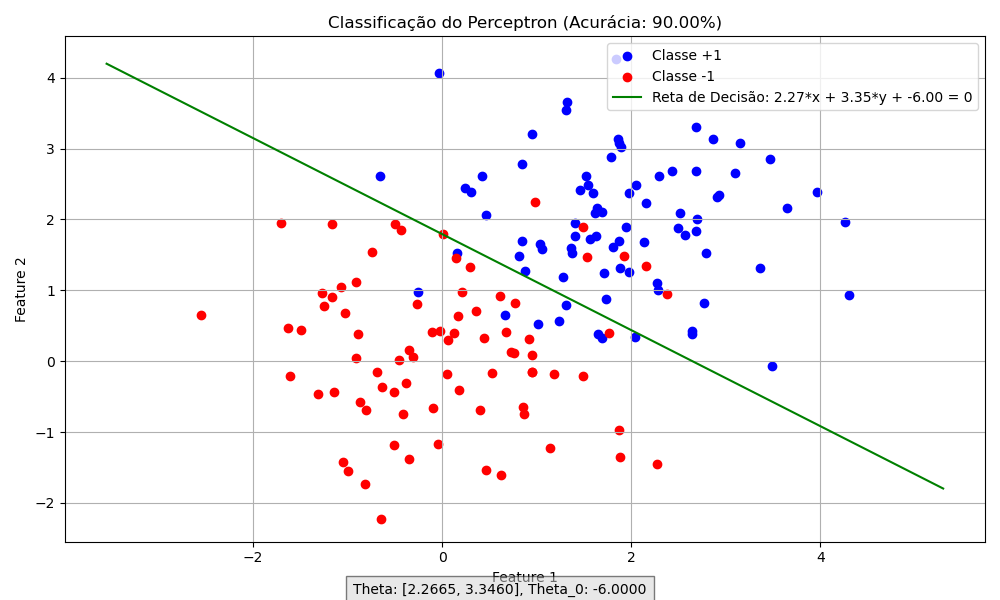 Classificação do Perceptron (Acurácia: 90.00%)
Classe +1
Classe -1
Reta de Decisão: 2.27*x + 3.35*y + -6.00 = 0
Feature 2
4
3
2
1
0
−1
−2
−2
0
2
4
Feature 1
Theta: [2.2665, 3.3460], Theta_0: -6.0000